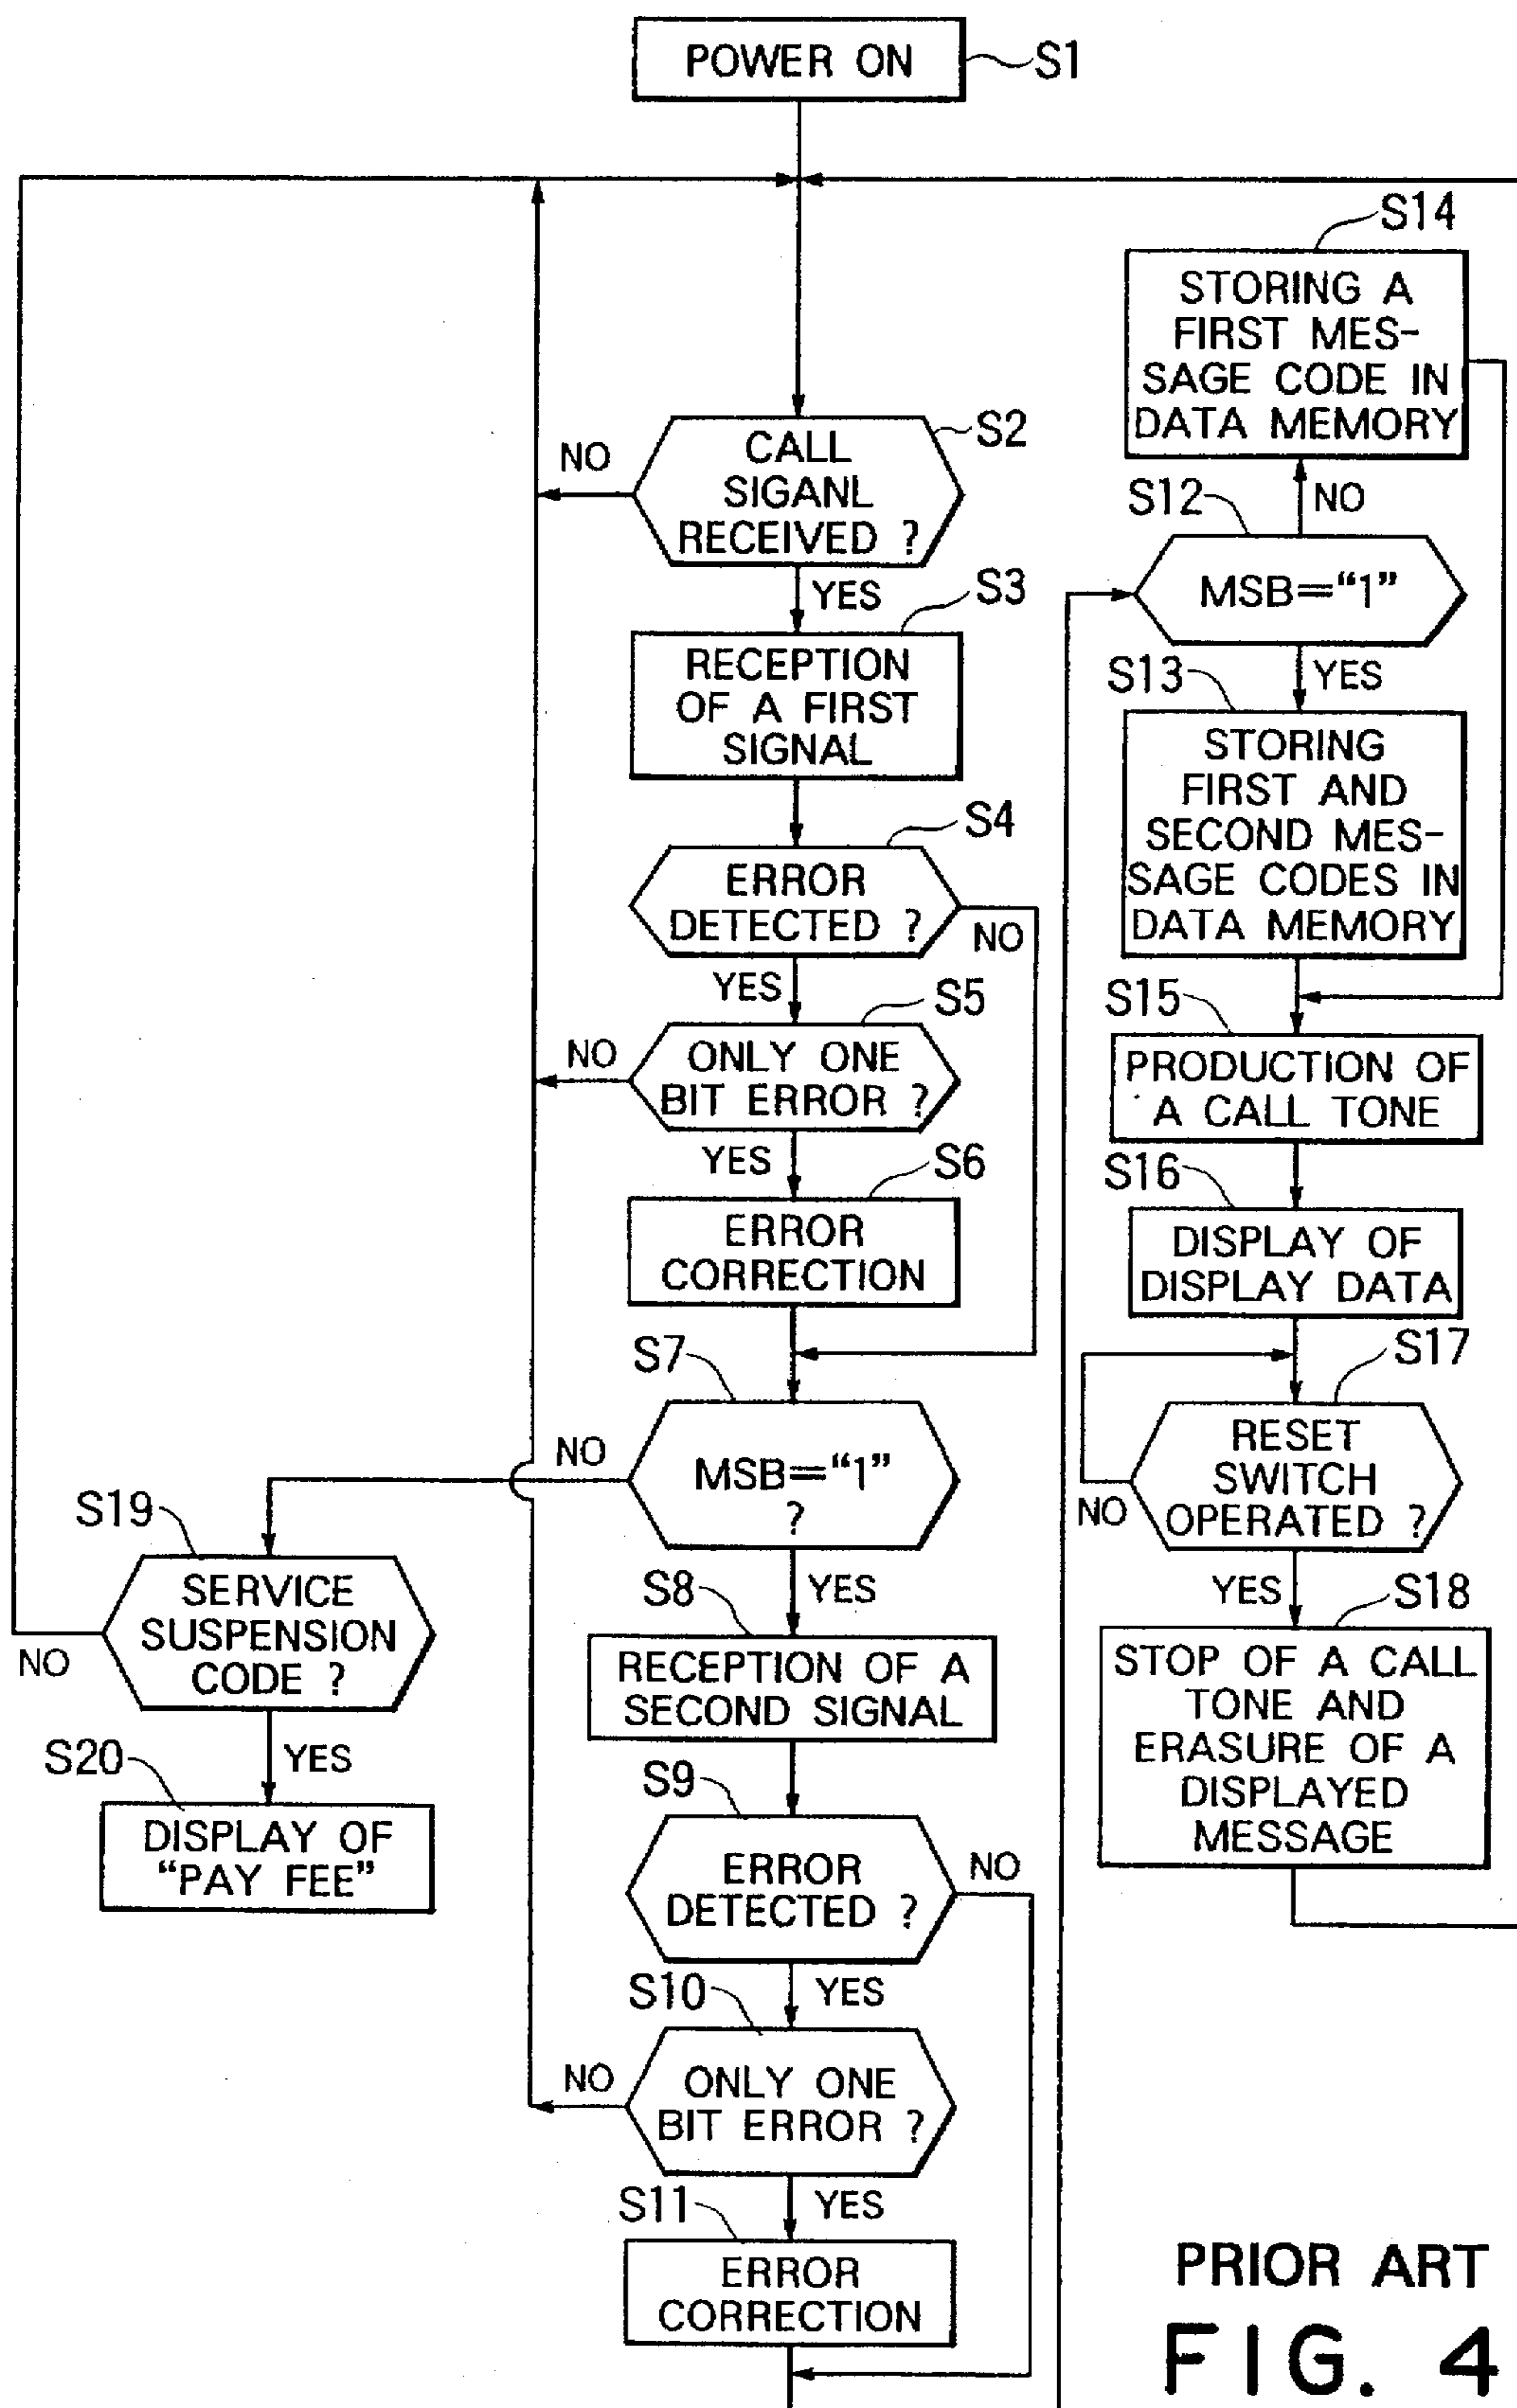 POWER ON
S1
S2
CALL
SIGANL
RECEIVED ?
NO
YES
S3
RECEPTION
OF A FIRST
SIGNAL
S4
ERROR
DETECTED ?
NO
YES
S5
ONLY ONE
BIT ERROR ?
NO
YES
S6
ERROR
CORRECTION
S7
MSB="1"
?
NO
YES
S19
SERVICE
SUSPENSION
CODE ?
NO
YES
S20
DISPLAY OF
"PAY FEE"
S8
RECEPTION OF A
SECOND SIGNAL
S9
ERROR
DETECTED ?
NO
YES
S10
ONLY ONE
BIT ERROR ?
NO
YES
S11
ERROR
CORRECTION
S14
STORING A
FIRST MES-
SAGE CODE IN
DATA MEMORY
S12
NO
MSB="1"
YES
S13
STORING
FIRST AND
SECOND MES-
SAGE CODES IN
DATA MEMORY
S15
PRODUCTION OF
A CALL TONE
S16
DISPLAY OF
DISPLAY DATA
S17
RESET
SWITCH
OPERATED ?
NO
YES
S18
STOP OF A CALL
TONE AND
ERASURE OF A
DISPLAYED
MESSAGE
PRIOR ART
FIG. 4